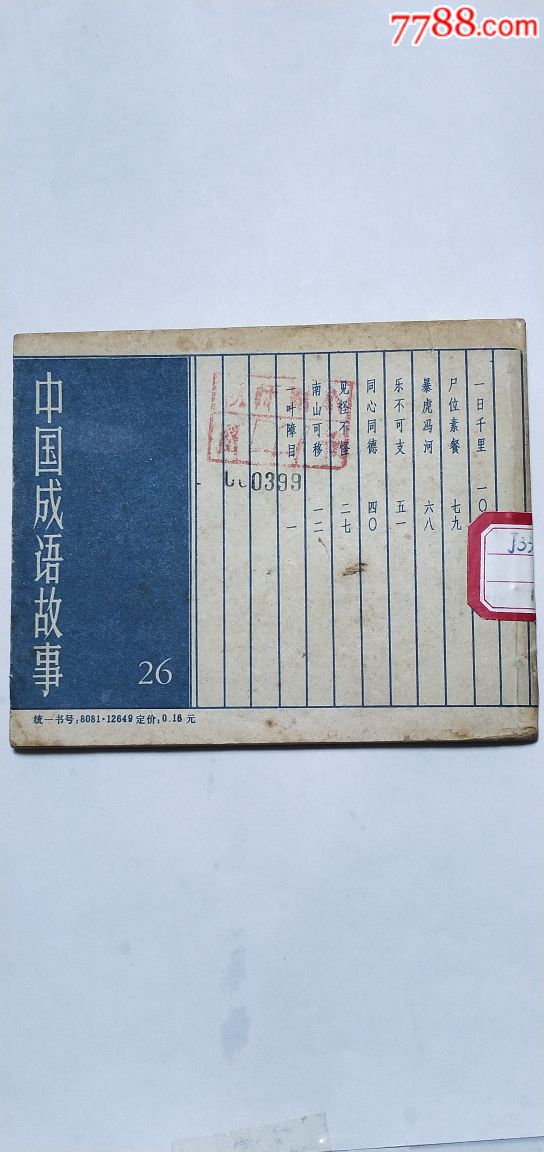 7788.com
中国成语故事
26
一日千里 一〇
尸位素餐 七九
暴虎冯河 六八
乐不可支 五一
同心同德 四〇
见怪不怪 二七
南山可移 一二
一叶障目 一
0399
J33
统一书号:8081·12649 定价:0.16 元